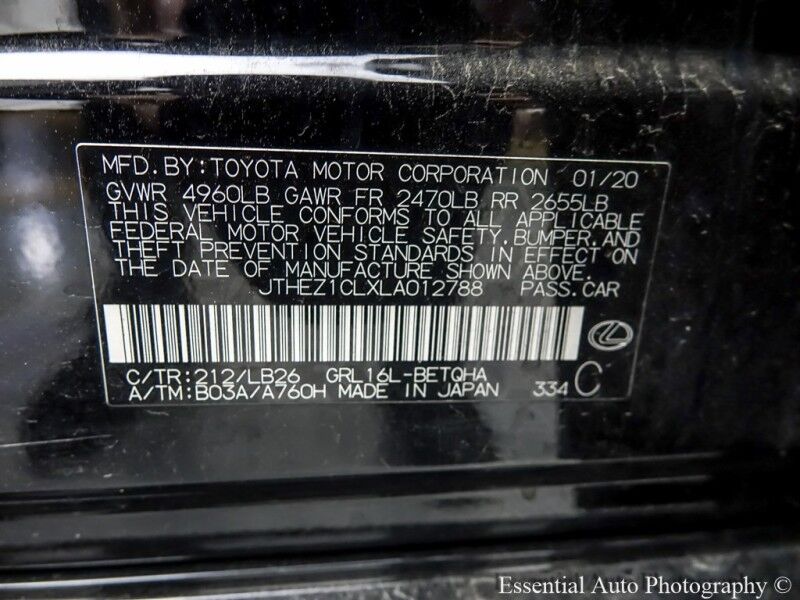 MFD.BY:TOYOTA MOTOR CORPORATION 01/20
GVWR 4960LB GAWR FR 2470LB RR 2655LB
THIS VEHICLE CONFORMS TO ALL APPLICABLE
FEDERAL MOTOR VEHICLE SAFETY,BUMPER,AND
THEFT PREVENTION STANDARDS IN EFFECT ON
THE DATE OF MANUFACTURE SHOWN ABOVE.
JTHEZ1CLXLA012788 PASS.CAR
C/TR:212/LB26 GRL16L-BETQHA
A/TM:B03A/A760H MADE IN JAPAN 334 C
Essential Auto Photography ©